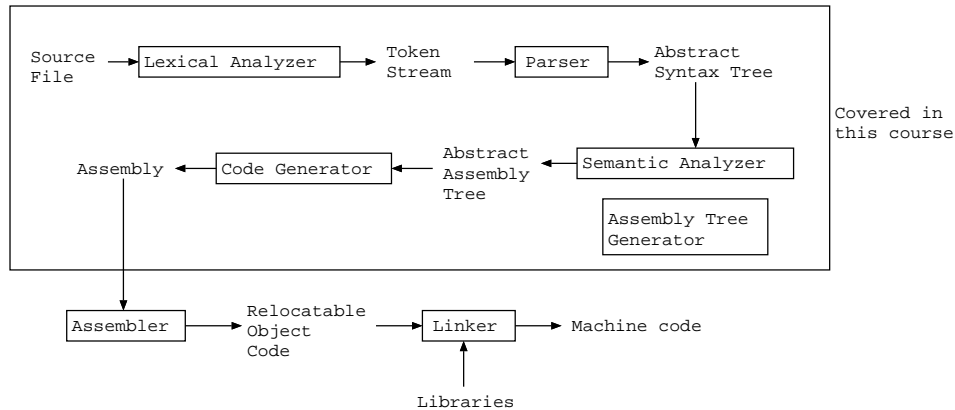 Source
File
Lexical Analyzer
Token
Stream
Parser
Abstract
Syntax Tree
Covered in
this course
Assembly
Code Generator
Abstract
Assembly
Tree
Semantic Analyzer
Assembly Tree
Generator
Assembler
Relocatable
Object
Code
Linker
Machine code
Libraries